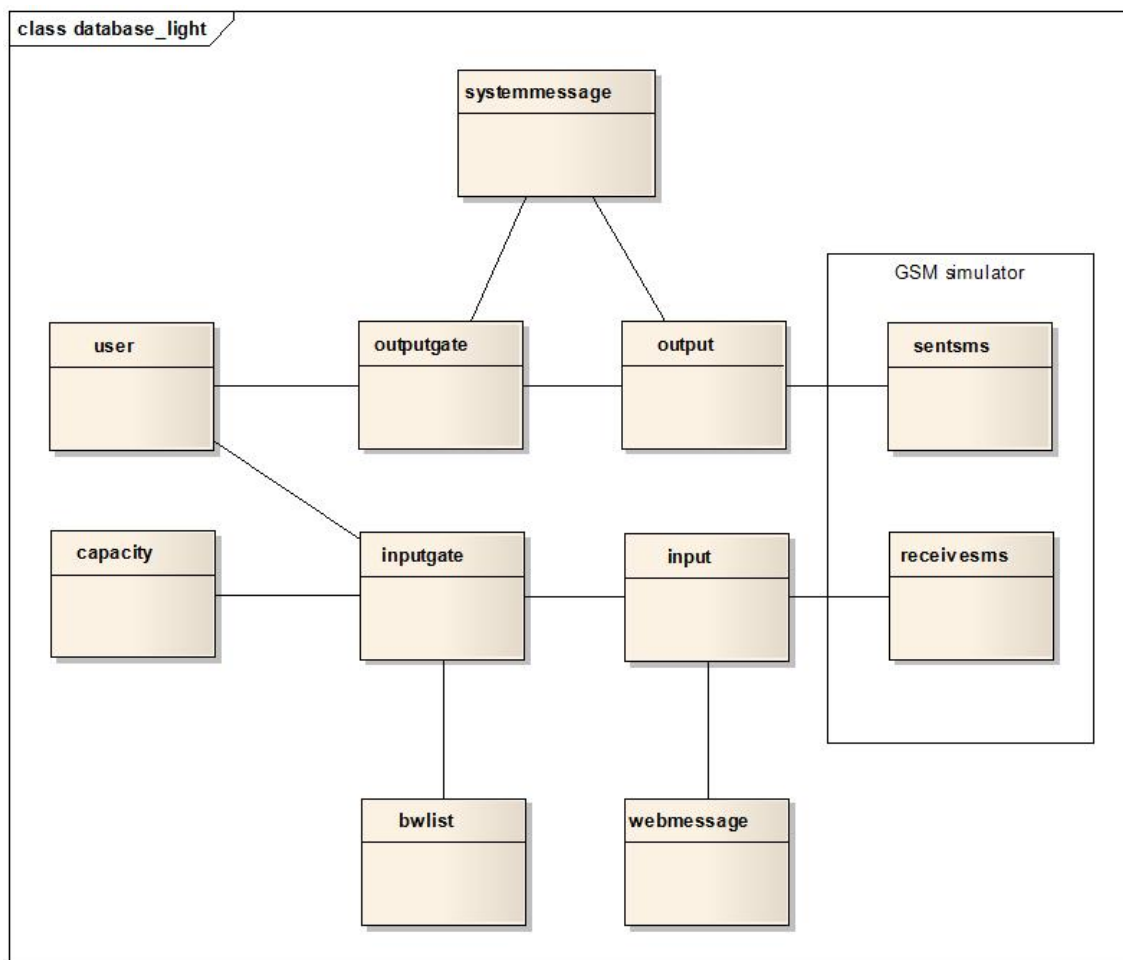 class database_light
systemmessage
GSM simulator
user
outputgate
output
sentsms
capacity
inputgate
input
receivesms
bwlist
webmessage